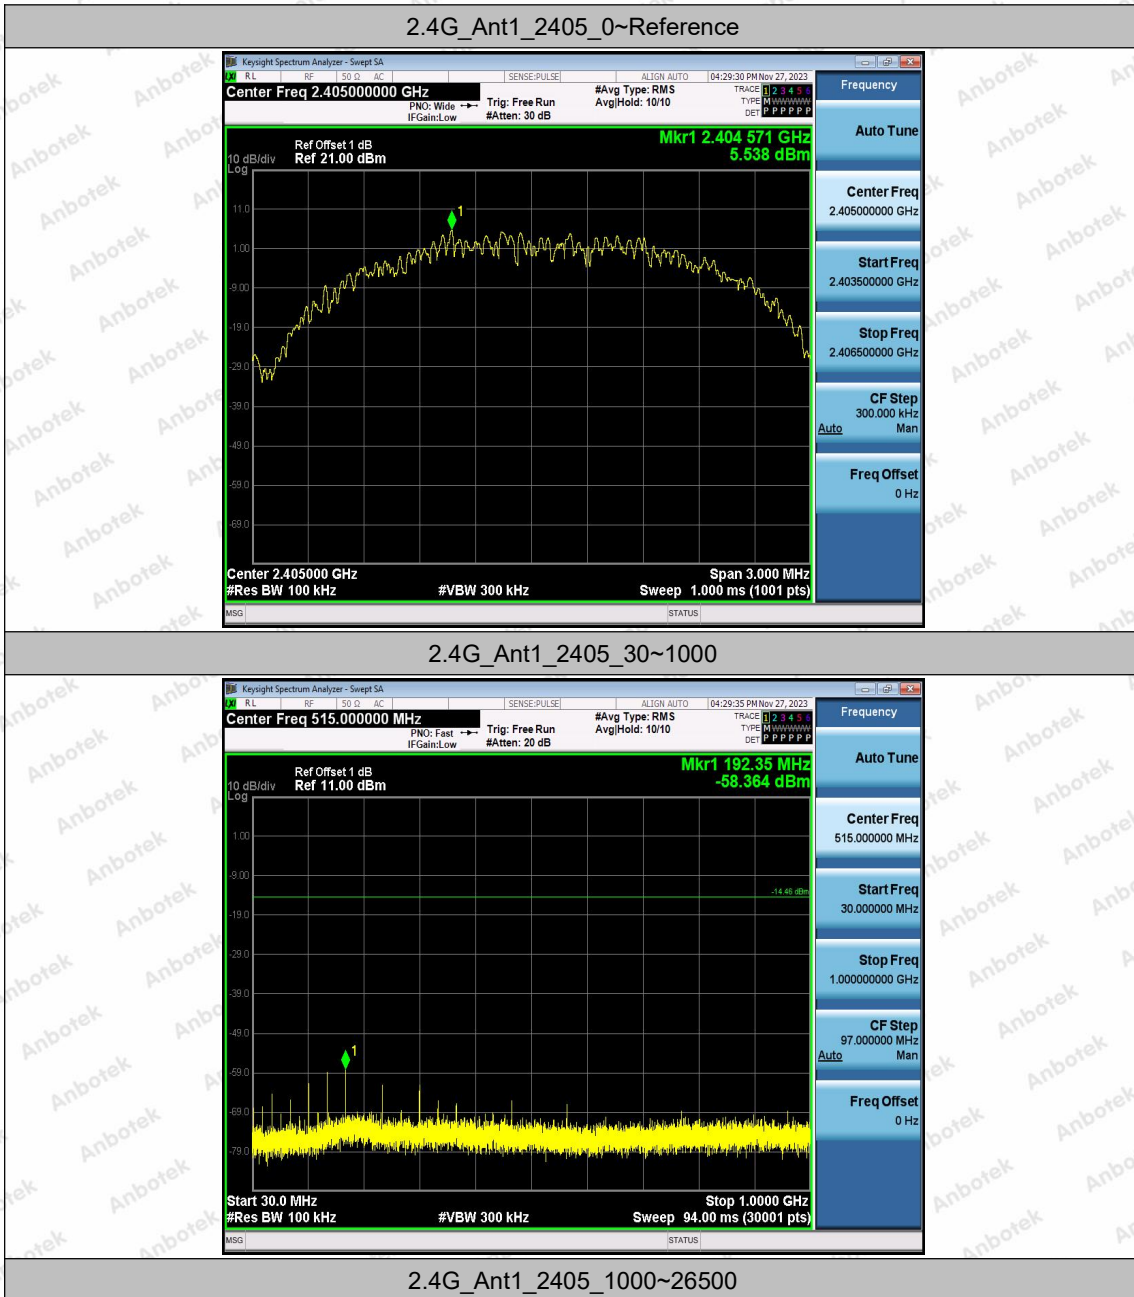 2.4G_Ant1_2405_0~Reference
Keysight Spectrum Analyzer - Swept SA
LXI RL RF 50 Ω AC SENSE:PULSE ALIGN AUTO 04:29:30 PM Nov 27, 2023
Center Freq 2.405000000 GHz
PNO: Wide
IFGain:Low
Trig: Free Run
#Atten: 30 dB
#Avg Type: RMS
Avg|Hold: 10/10
TRACE 1 2 3 4 5 6
TYPE M W W W W W
DET P P P P P P
Frequency
Auto Tune
Center Freq
2.405000000 GHz
Start Freq
2.403500000 GHz
Stop Freq
2.406500000 GHz
CF Step
300.000 kHz
Auto Man
Freq Offset
0 Hz
Mkr1 2.404 571 GHz
5.538 dBm
Ref Offset 1 dB
10 dB/div Ref 21.00 dBm
Log
11.0
1
1.00
-9.00
-19.0
-29.0
-39.0
-49.0
-59.0
-69.0
Center 2.405000 GHz Span 3.000 MHz
#Res BW 100 kHz #VBW 300 kHz Sweep 1.000 ms (1001 pts)
MSG STATUS
2.4G_Ant1_2405_30~1000
Keysight Spectrum Analyzer - Swept SA
LXI RL RF 50 Ω AC SENSE:PULSE ALIGN AUTO 04:29:35 PM Nov 27, 2023
Center Freq 515.000000 MHz
PNO: Fast
IFGain:Low
Trig: Free Run
#Atten: 20 dB
#Avg Type: RMS
Avg|Hold: 10/10
TRACE 1 2 3 4 5 6
TYPE M W W W W W
DET P P P P P P
Frequency
Auto Tune
Center Freq
515.000000 MHz
Start Freq
30.000000 MHz
Stop Freq
1.000000000 GHz
CF Step
97.000000 MHz
Auto Man
Freq Offset
0 Hz
Mkr1 192.35 MHz
-58.364 dBm
Ref Offset 1 dB
10 dB/div Ref 11.00 dBm
Log
1.00
-9.00
-14.46 dBm
-19.0
-29.0
-39.0
-49.0
1
-59.0
-69.0
-79.0
Start 30.0 MHz Stop 1.0000 GHz
#Res BW 100 kHz #VBW 300 kHz Sweep 94.00 ms (30001 pts)
MSG STATUS
2.4G_Ant1_2405_1000~26500
Anbotek